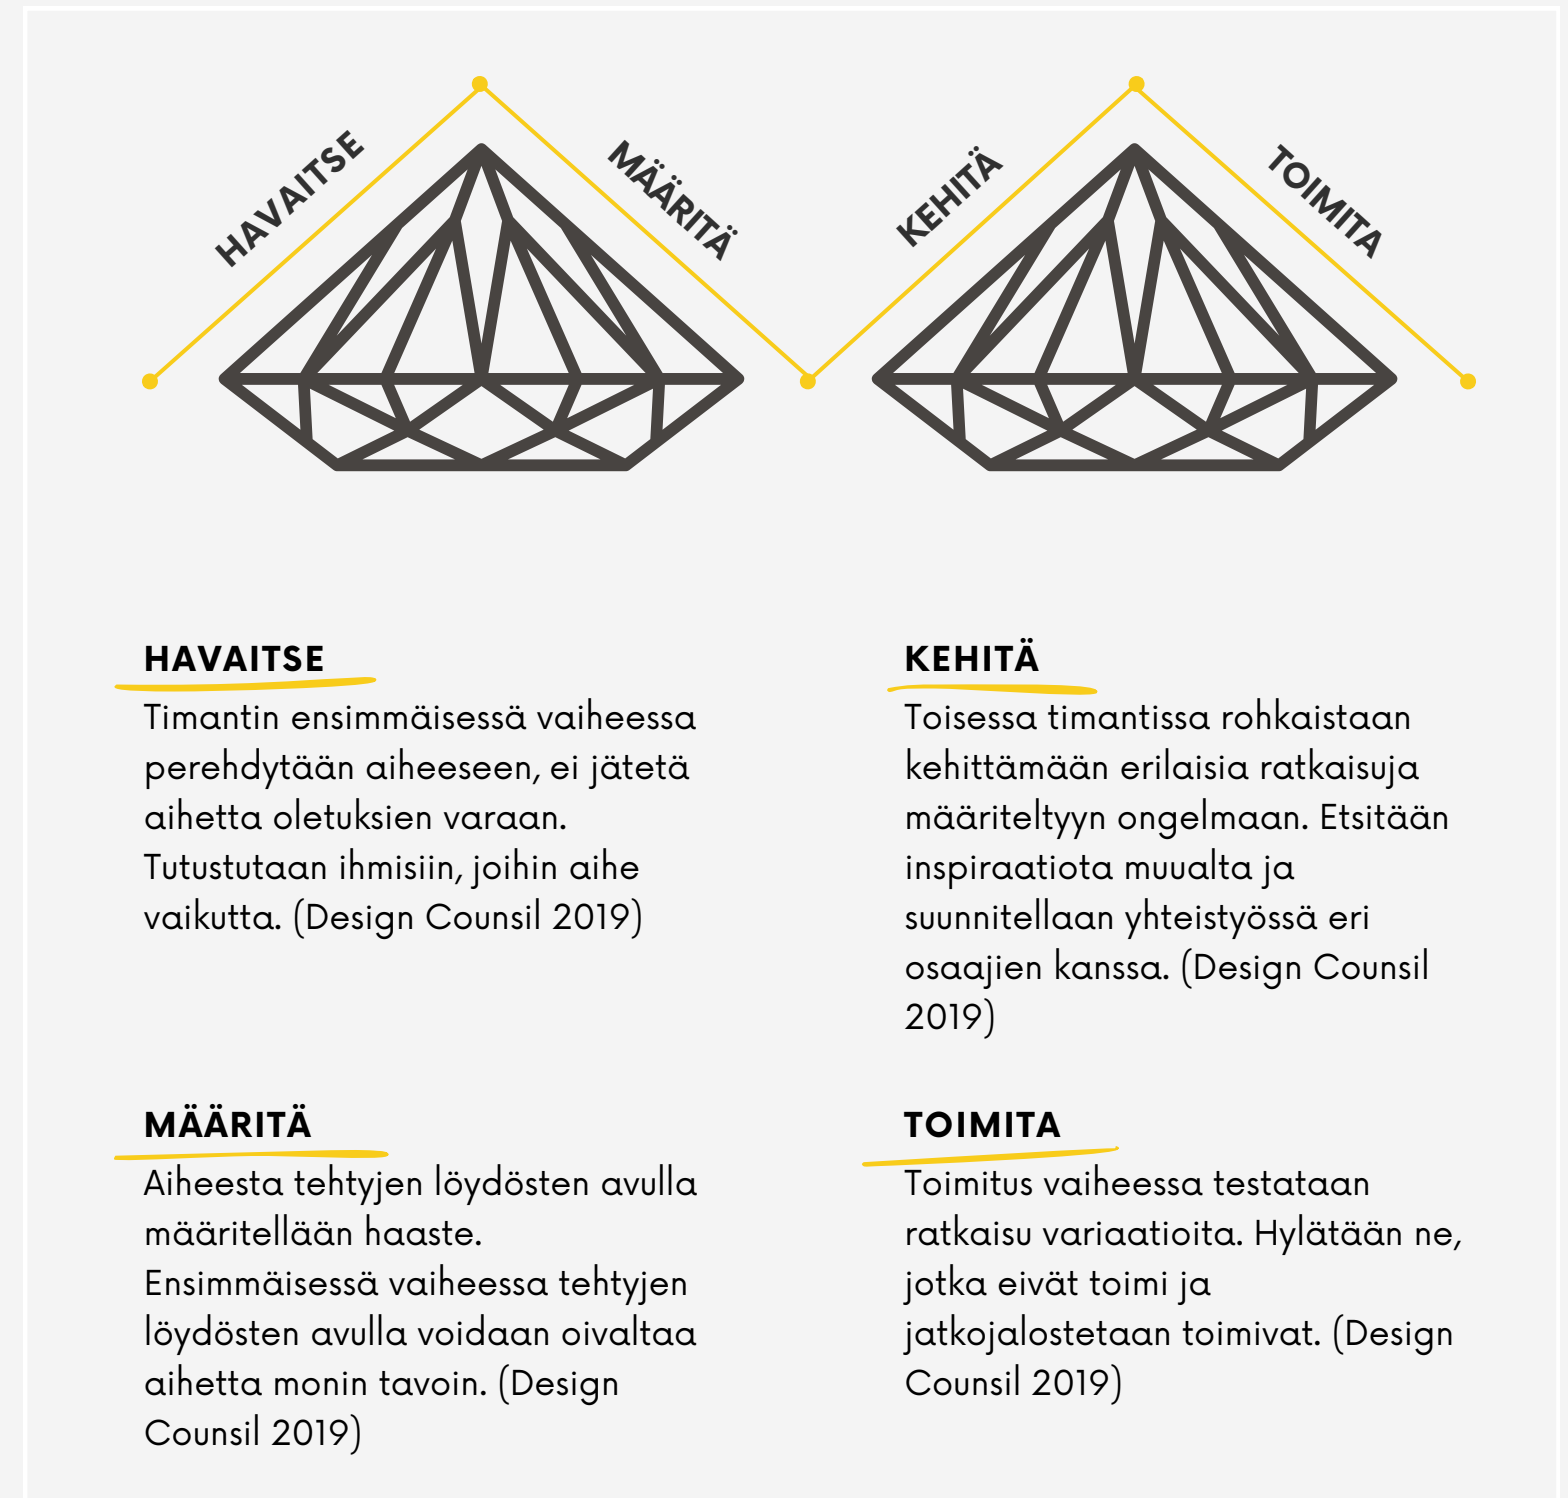 HAVAITSE
MÄÄRITÄ
KEHITÄ
TOIMITA
HAVAITSE
Timantin ensimmäisessä vaiheessa
perehdytään aiheeseen, ei jätetä
aihetta oletuksien varaan.
Tutustutaan ihmisiin, joihin aihe
vaikutta. (Design Counsil 2019)
KEHITÄ
Toisessa timantissa rohkaistaan
kehittämään erilaisia ratkaisuja
määriteltyyn ongelmaan. Etsitään
inspiraatiota muualta ja
suunnitellaan yhteistyössä eri
osaajien kanssa. (Design Counsil
2019)
MÄÄRITÄ
Aiheesta tehtyjen löydösten avulla
määritellään haaste.
Ensimmäisessä vaiheessa tehtyjen
löydösten avulla voidaan oivaltaa
aihetta monin tavoin. (Design
Counsil 2019)
TOIMITA
Toimitus vaiheessa testataan
ratkaisu variaatioita. Hylätään ne,
jotka eivät toimi ja
jatkojalostetaan toimivat. (Design
Counsil 2019)